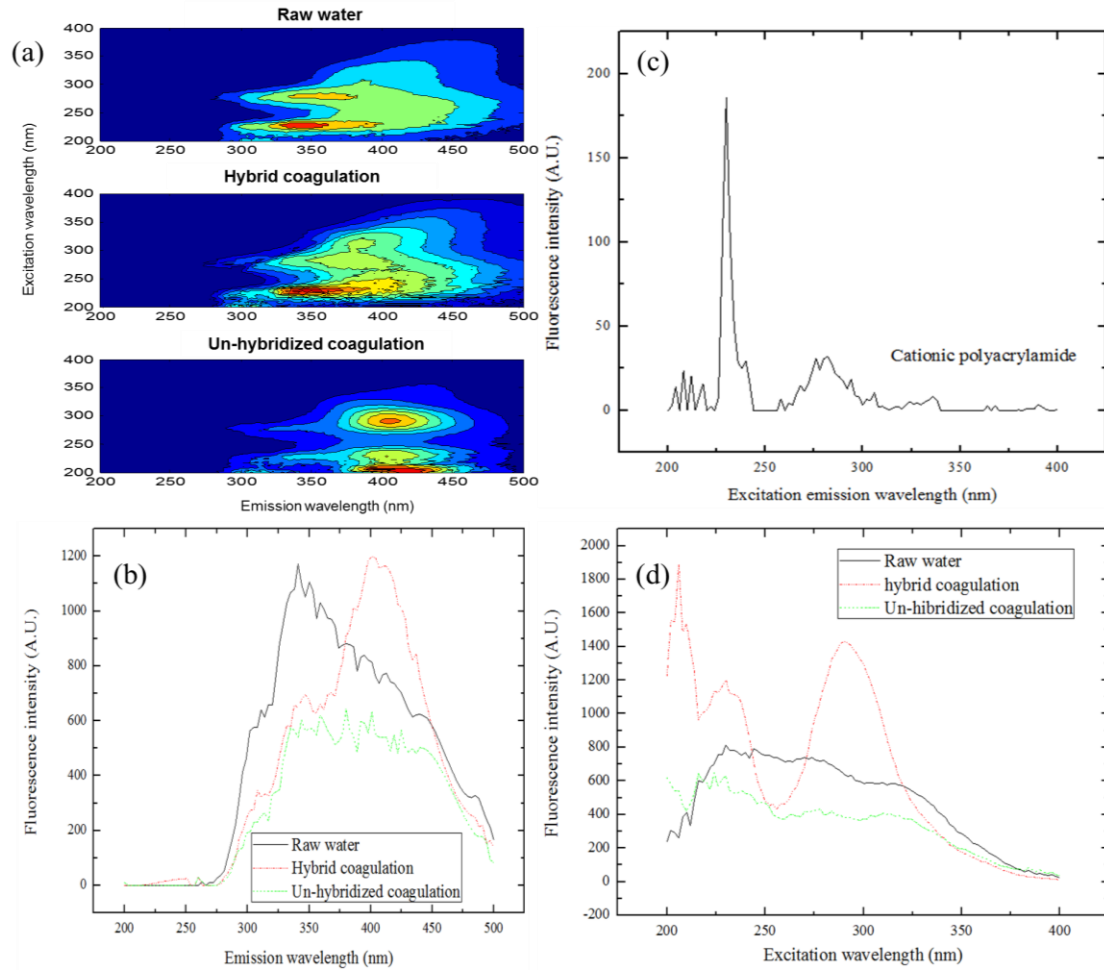 (a)
Raw water
400
350
300
250
200
200 250 300 350 400 450 500
Hybrid coagulation
400
350
300
250
200
200 250 300 350 400 450 500
Un-hybridized coagulation
400
350
300
250
200
200 250 300 350 400 450 500
Excitation wavelength (nm)
Emission wavelength (nm)
(c)
200
150
100
50
0
Fluorescence intensity (A.U.)
Cationic polyacrylamide
200 250 300 350 400
Excitation emission wavelength (nm)
(b)
1200
1000
800
600
400
200
0
Fluorescence intensity (A.U.)
Raw water
Hybrid coagulation
Un-hybridized coagulation
200 250 300 350 400 450 500
Emission wavelength (nm)
(d)
2000
1800
1600
1400
1200
1000
800
600
400
200
0
-200
Fluorescence intensity (A.U.)
Raw water
hybrid coagulation
Un-hibridized coagulation
200 250 300 350 400
Excitation wavelength (nm)